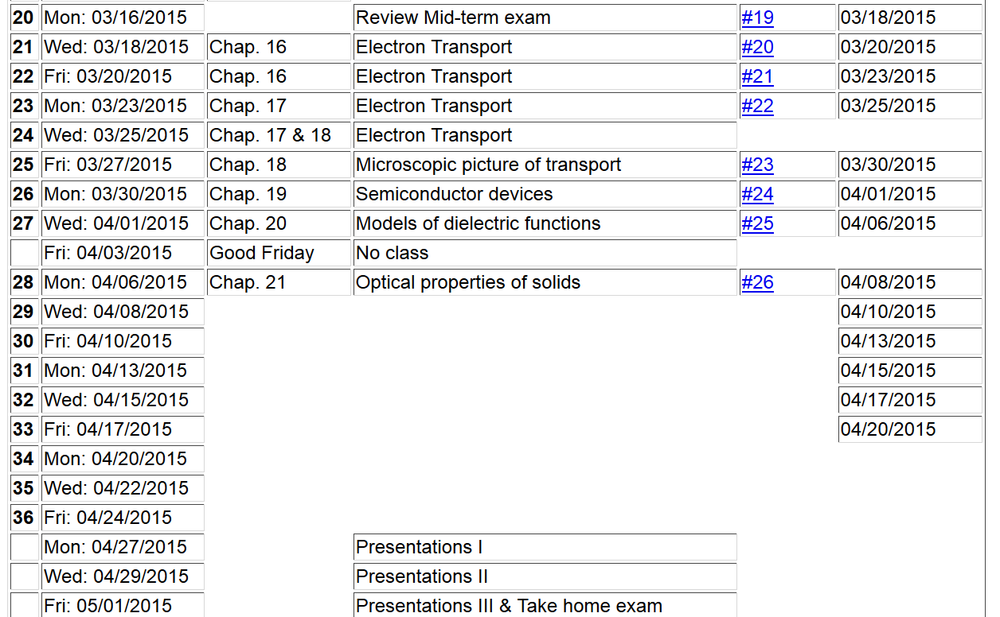 20 Mon: 03/16/2015 Review Mid-term exam #19 03/18/2015
21 Wed: 03/18/2015 Chap. 16 Electron Transport #20 03/20/2015
22 Fri: 03/20/2015 Chap. 16 Electron Transport #21 03/23/2015
23 Mon: 03/23/2015 Chap. 17 Electron Transport #22 03/25/2015
24 Wed: 03/25/2015 Chap. 17 & 18 Electron Transport
25 Fri: 03/27/2015 Chap. 18 Microscopic picture of transport #23 03/30/2015
26 Mon: 03/30/2015 Chap. 19 Semiconductor devices #24 04/01/2015
27 Wed: 04/01/2015 Chap. 20 Models of dielectric functions #25 04/06/2015
Fri: 04/03/2015 Good Friday No class
28 Mon: 04/06/2015 Chap. 21 Optical properties of solids #26 04/08/2015
29 Wed: 04/08/2015 04/10/2015
30 Fri: 04/10/2015 04/13/2015
31 Mon: 04/13/2015 04/15/2015
32 Wed: 04/15/2015 04/17/2015
33 Fri: 04/17/2015 04/20/2015
34 Mon: 04/20/2015
35 Wed: 04/22/2015
36 Fri: 04/24/2015
Mon: 04/27/2015 Presentations I
Wed: 04/29/2015 Presentations II
Fri: 05/01/2015 Presentations III & Take home exam